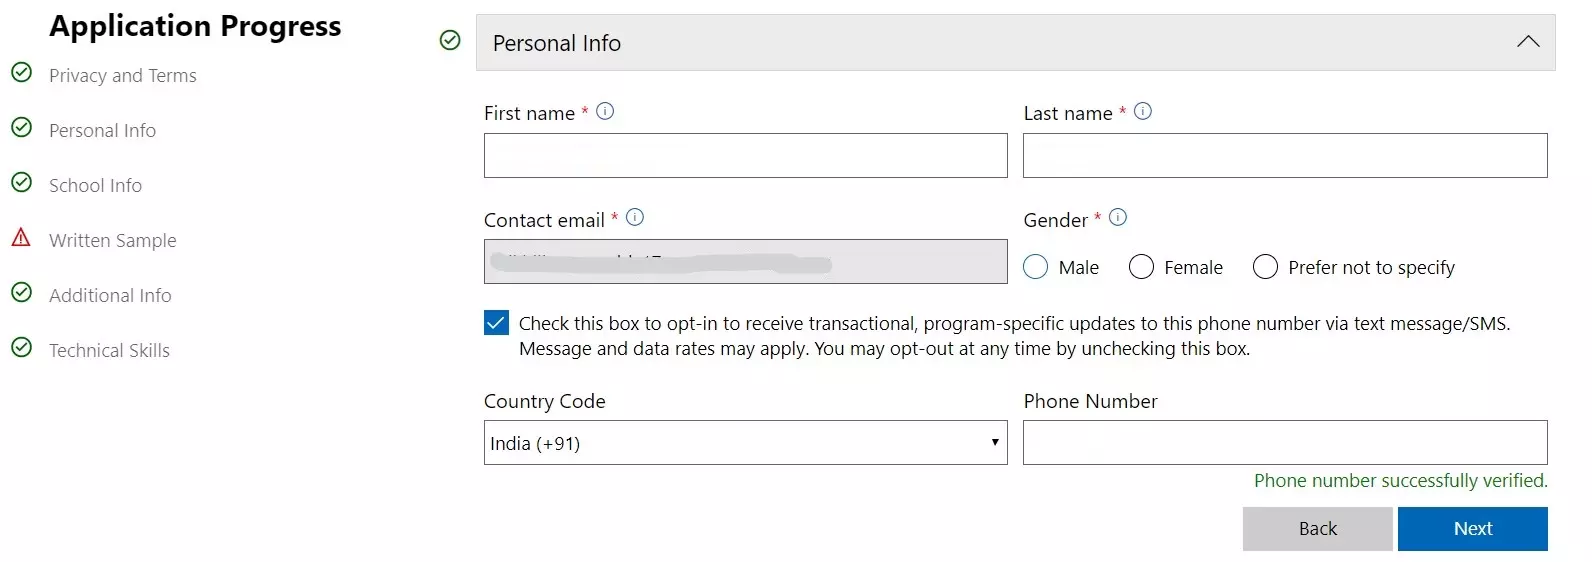 Application Progress
Privacy and Terms
Personal Info
School Info
Written Sample
Additional Info
Technical Skills
Personal Info
First name *
Last name *
Contact email *
Gender *
Male
Female
Prefer not to specify
Check this box to opt-in to receive transactional, program-specific updates to this phone number via text message/SMS.
Message and data rates may apply. You may opt-out at any time by unchecking this box.
Country Code
Phone Number
India (+91)
Phone number successfully verified.
Back
Next